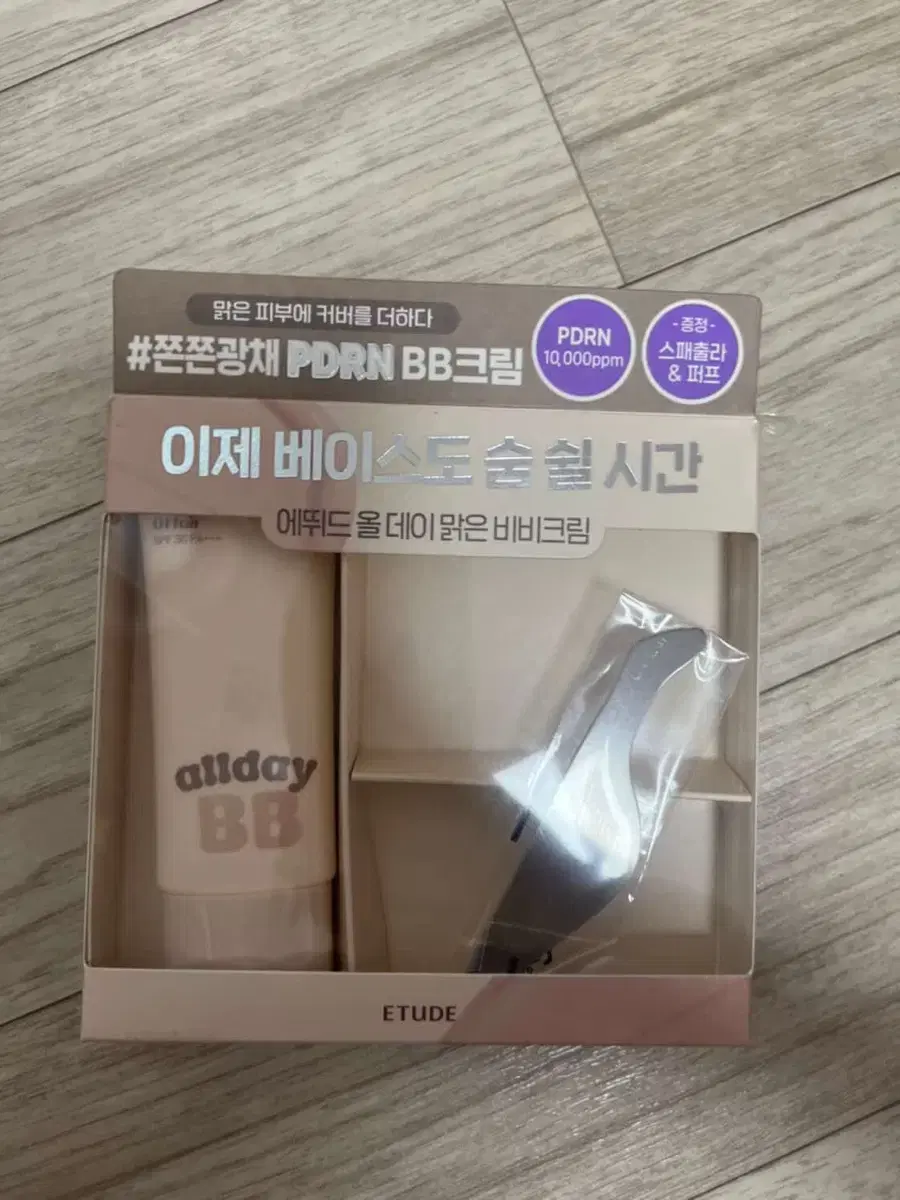 맑은 피부에 커버를 더하다
#쫀쫀광채 PDRN BB크림
PDRN
10,000ppm
-증정-
스패출라
& 퍼프
이제 베이스도 숨 쉴 시간
에뛰드 올 데이 맑은 비비크림
allday
BB
ETUDE